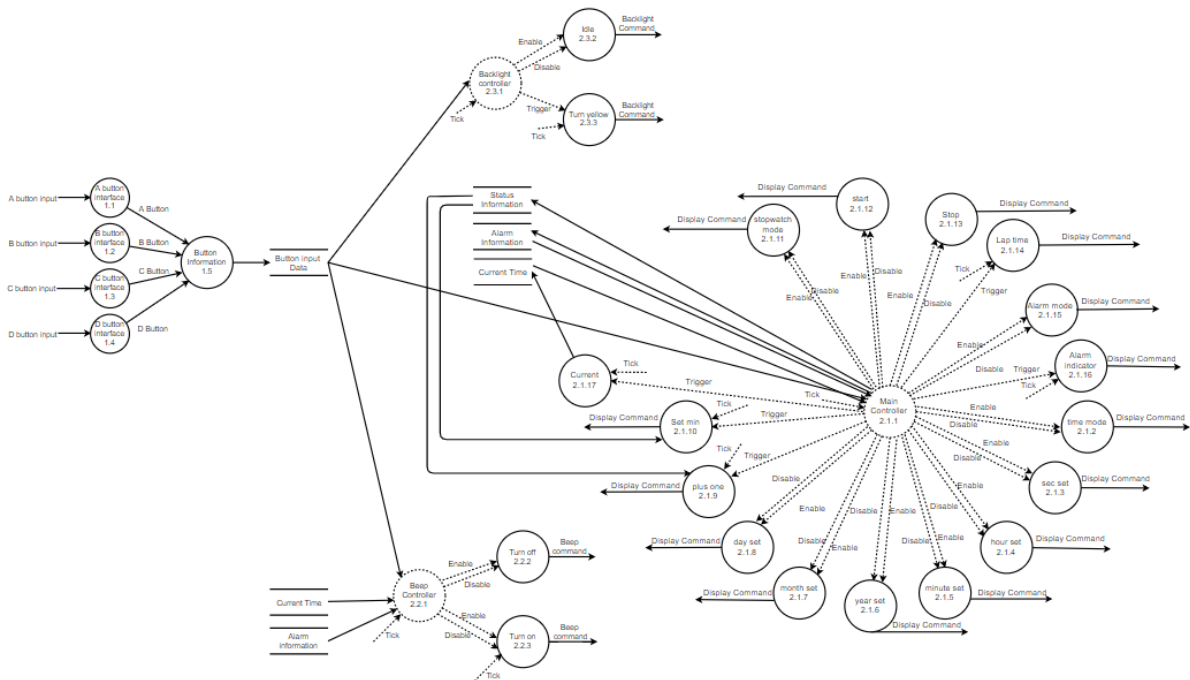 Idle
2.3.2
Backlight
Command
Enable
Disable
Backlight
controller
2.3.1
Tick
Trigger
Turn yellow
2.3.3
Backlight
Command
Tick
A button input
A button
interface
1.1
A Button
B button input
B button
interface
1.2
B Button
C button input
C button
interface
1.3
C Button
D button input
D button
interface
1.4
D Button
Button
Information
1.5
Button input
Data
Status
Information
Alarm
Information
Current Time
Current
2.1.17
Tick
Trigger
Display Command
Set min
2.1.10
Tick
Trigger
Tick
Display Command
plus one
2.1.9
Tick
Trigger
Display Command
stopwatch
mode
2.1.11
Enable
Disable
Display Command
start
2.1.12
Enable
Disable
Stop
2.1.13
Display Command
Enable
Disable
Lap time
2.1.14
Display Command
Tick
Trigger
Alarm mode
2.1.15
Display Command
Enable
Disable
Alarm
indicator
2.1.16
Display Command
Trigger
Tick
Main
Controller
2.1.1
time mode
2.1.2
Display Command
Enable
Disable
sec set
2.1.3
Display Command
Enable
Disable
hour set
2.1.4
Display Command
Enable
Disable
minute set
2.1.5
Display Command
Enable
Disable
year set
2.1.6
Display Command
Enable
Disable
month set
2.1.7
Display Command
Enable
Disable
day set
2.1.8
Display Command
Enable
Disable
Current Time
Alarm
information
Beep
Controller
2.2.1
Tick
Enable
Disable
Turn off
2.2.2
Beep
command
Enable
Disable
Turn on
2.2.3
Beep
command
Tick